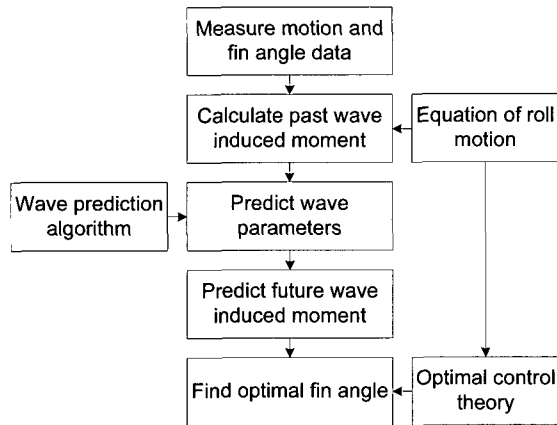 Measure motion and
fin angle data
Calculate past wave
induced moment
Equation of roll
motion
Wave prediction
algorithm
Predict wave
parameters
Predict future wave
induced moment
Find optimal fin angle
Optimal control
theory